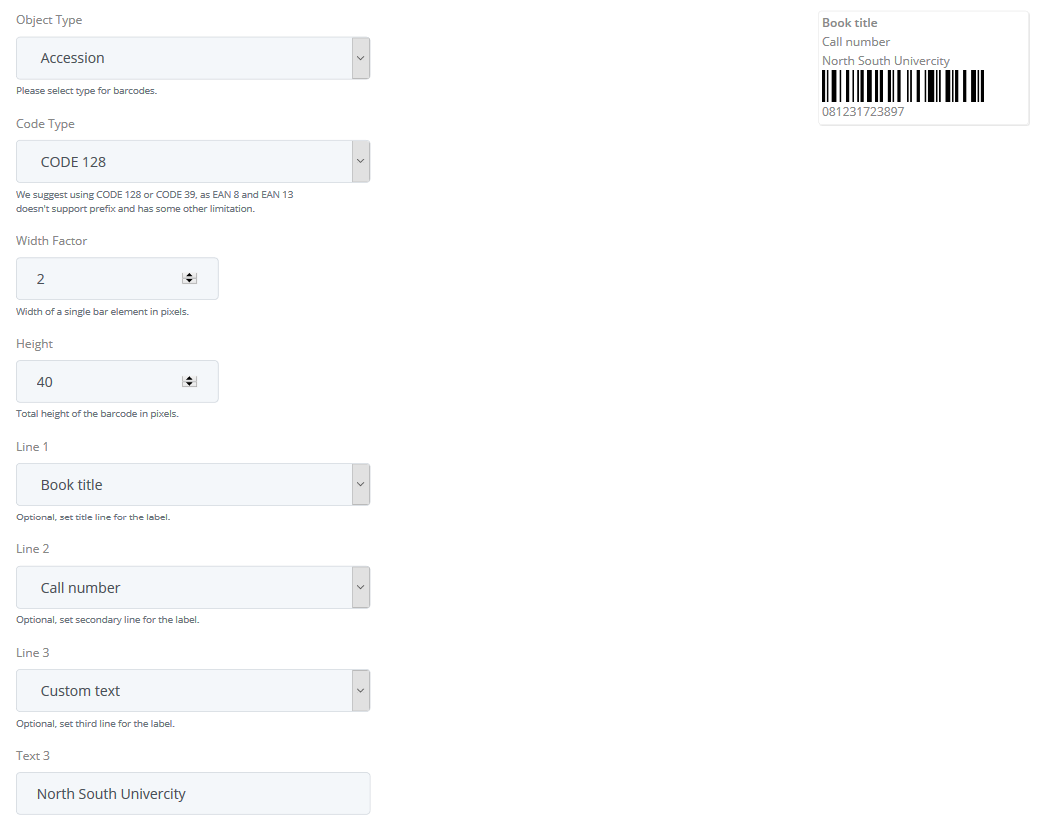 Object Type
Accession
Please select type for barcodes.
Code Type
CODE 128
We suggest using CODE 128 or CODE 39, as EAN 8 and EAN 13
doesn't support prefix and has some other limitation.
Width Factor
2
Width of a single bar element in pixels.
Height
40
Total height of the barcode in pixels.
Line 1
Book title
Optional, set title line for the label.
Line 2
Call number
Optional, set secondary line for the label.
Line 3
Custom text
Optional, set third line for the label.
Text 3
North South Univercity
Book title
Call number
North South Univercity
081231723897